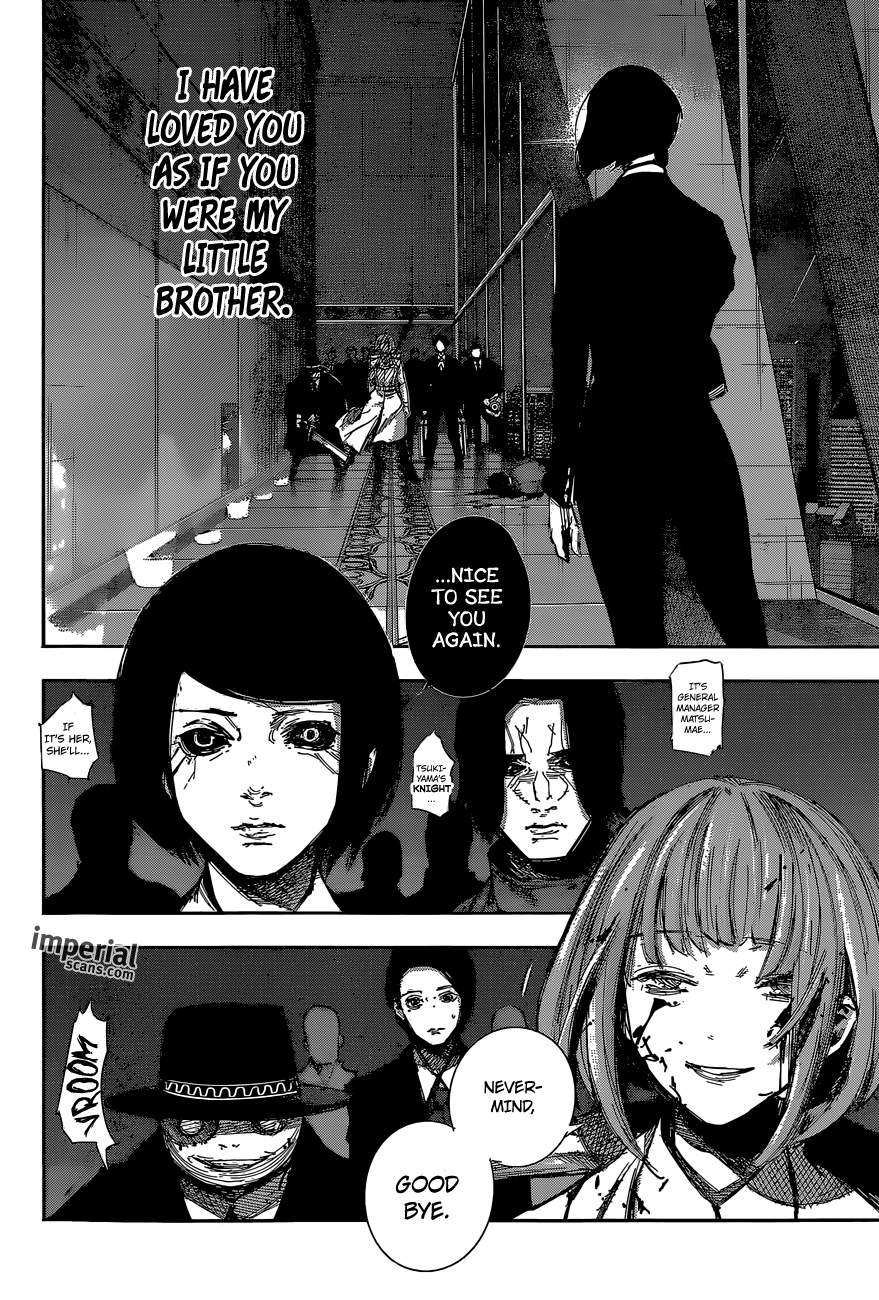 I HAVE
LOVED YOU
AS IF YOU
WERE MY
LITTLE
BROTHER.
...NICE
TO SEE
YOU
AGAIN.
IT'S
GENERAL
MANAGER
MATSU-
MAE...
TSUKI-
YAMA'S
KNIGHT
...
IF
IT'S HER,
SHE'LL...
imperial
scans.com
VROOM
NEVER-
MIND,
GOOD
BYE.